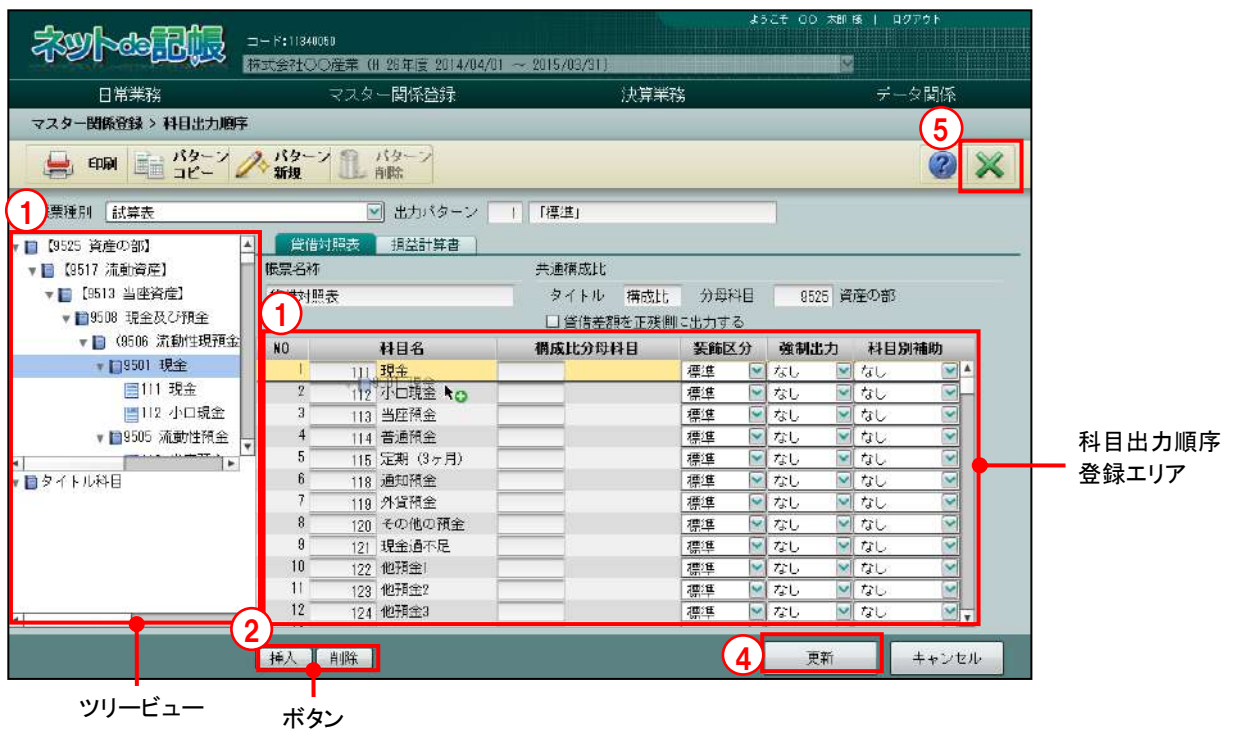 ようこそ 〇〇 太郎 様 | ログアウト
ネットde記帳
コード:11340050
株式会社〇〇産業 (H 26年度 2014/04/01 ～ 2015/03/31)
日常業務 マスター関係登録 決算業務 データ関係
マスター関係登録 > 科目出力順序
⑤
印刷 パターンコピー パターン新規 パターン削除 ?
①
票種別 試算表 出力パターン 1 「標準」
【9525 資産の部】
【9517 流動資産】
【9513 当座資産】
9508 現金及び預金
(9506 流動性現預金
9501 現金
111 現金
112 小口現金
9505 流動性預金
タイトル科目
貸借対照表 損益計算書
帳票名称 共通構成比
対照表 タイトル 構成比 分母科目 9525 資産の部
①
貸借差額を正残側に出力する
NO 科目名 構成比分母科目 装飾区分 強制出力 科目別補助
1 111 現金 標準 なし なし
2 112 小口現金 標準 なし なし
3 113 当座預金 標準 なし なし
4 114 普通預金 標準 なし なし
5 115 定期（3ヶ月） 標準 なし なし
6 118 通知預金 標準 なし なし
7 119 外貨預金 標準 なし なし
8 120 その他の預金 標準 なし なし
9 121 現金過不足 標準 なし なし
10 122 他預金1 標準 なし なし
11 123 他預金2 標準 なし なし
12 124 他預金3 標準 なし なし
科目出力順序
登録エリア
②
挿入 削除
④
更新 キャンセル
ツリービュー
ボタン